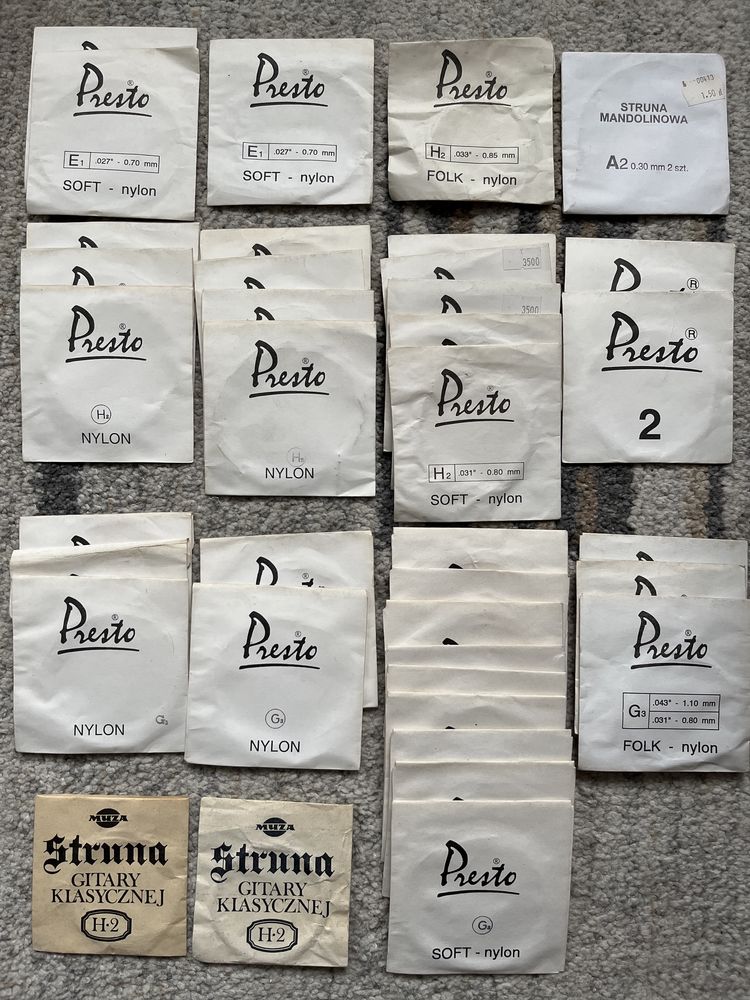 Presto ®
E1 .027" - 0.70 mm
SOFT - nylon
Presto ®
E1 .027" - 0.70 mm
SOFT - nylon
Presto ®
H2 .033" - 0.85 mm
FOLK - nylon
00413
1.50 zł
STRUNA
MANDOLINOWA
A2 0.30 mm 2 szt.
Presto ®
H2
NYLON
Presto ®
H2
NYLON
3500
3500
Presto ®
H2 .031" - 0.80 mm
SOFT - nylon
®
Presto ®
2
Presto ®
G3
NYLON
Presto ®
G3
NYLON
Presto ®
G3 .043" - 1.10 mm
.031" - 0.80 mm
FOLK - nylon
MUZA
Struna
GITARY
KLASYCZNEJ
H·2
MUZA
Struna
GITARY
KLASYCZNEJ
H·2
Presto ®
G3
SOFT - nylon